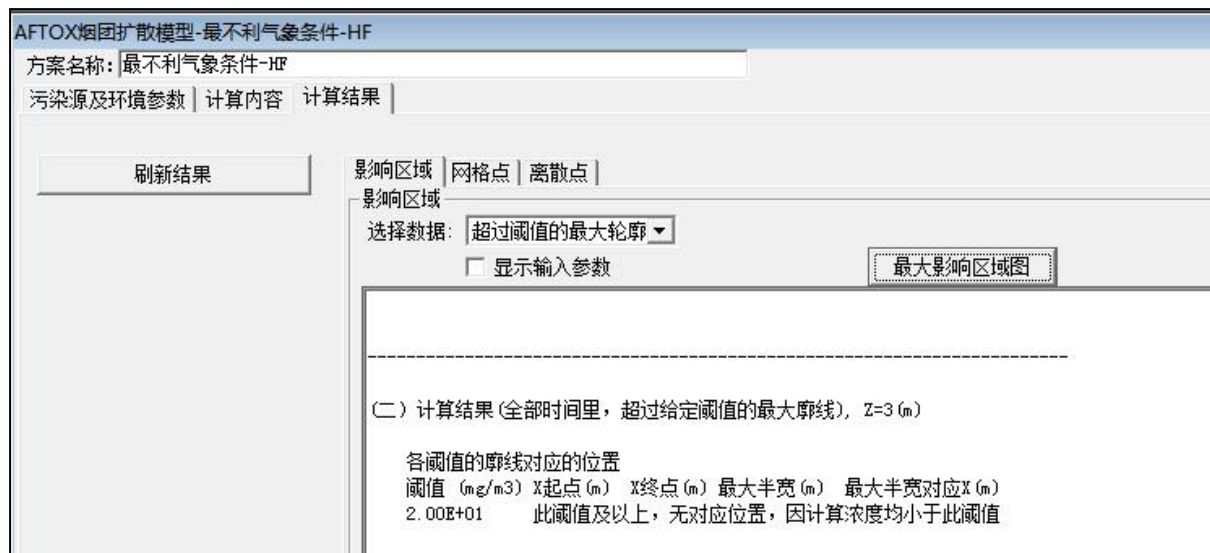 AFTOX烟团扩散模型-最不利气象条件-HF
方案名称: 最不利气象条件-HF
污染源及环境参数 计算内容 计算结果
刷新结果
影响区域 网格点 离散点
影响区域
选择数据: 超过阈值的最大轮廓
显示输入参数
最大影响区域图
------------------------------------------------------------------------
(二) 计算结果(全部时间里，超过给定阈值的最大廓线), Z=3(m)
各阈值的廓线对应的位置
阈值 (mg/m3) X起点(m) X终点(m) 最大半宽(m) 最大半宽对应X(m)
2.00E+01 此阈值及以上，无对应位置，因计算浓度均小于此阈值